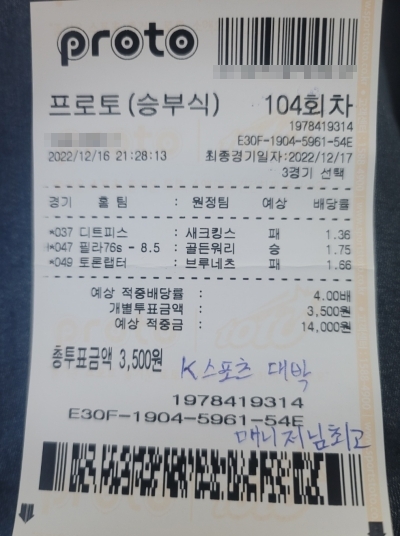 proto
프로토(승부식) 104회차
1978419314
E30F-1904-5961-54E
2022/12/16 21:28:13 최종경기일자:2022/12/17
3경기 선택
경기 홈팀 : 원정팀 예상 배당률
*037 디트피스 : 새크킹스 패 1.36
*047 필라76s - 8.5 : 골든워리 승 1.75
*049 토론랩터 : 브루네츠 패 1.66
예상 적중배당률 : 4.00배
개별투표금액 : 3,500원
예상 적중금 : 14,000원
총투표금액 3,500원
K스포츠 대박
1978419314
E30F-1904-5961-54E
매니저님최고